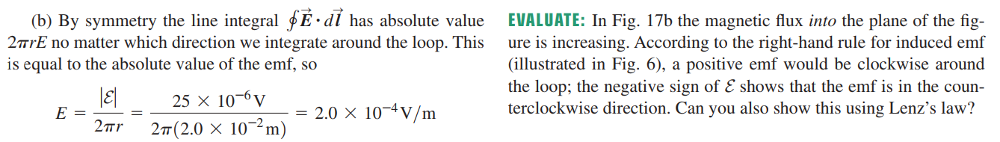 (b) By symmetry the line integral ∮E⃗ · dl⃗ has absolute value
2πrE no matter which direction we integrate around the loop. This
is equal to the absolute value of the emf, so
E = |ℰ| / 2πr = 25 × 10⁻⁶ V / 2π(2.0 × 10⁻² m) = 2.0 × 10⁻⁴ V/m
EVALUATE: In Fig. 17b the magnetic flux into the plane of the fig-
ure is increasing. According to the right-hand rule for induced emf
(illustrated in Fig. 6), a positive emf would be clockwise around
the loop; the negative sign of ℰ shows that the emf is in the coun-
terclockwise direction. Can you also show this using Lenz's law?